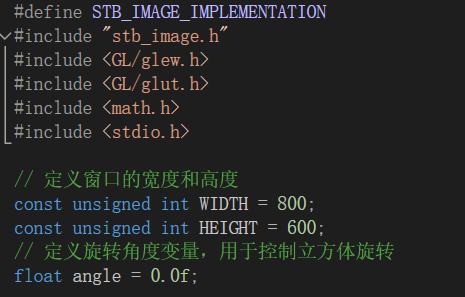 #define STB_IMAGE_IMPLEMENTATION
#include "stb_image.h"
#include <GL/glew.h>
#include <GL/glut.h>
#include <math.h>
#include <stdio.h>
// 定义窗口的宽度和高度
const unsigned int WIDTH = 800;
const unsigned int HEIGHT = 600;
// 定义旋转角度变量，用于控制立方体旋转
float angle = 0.0f;